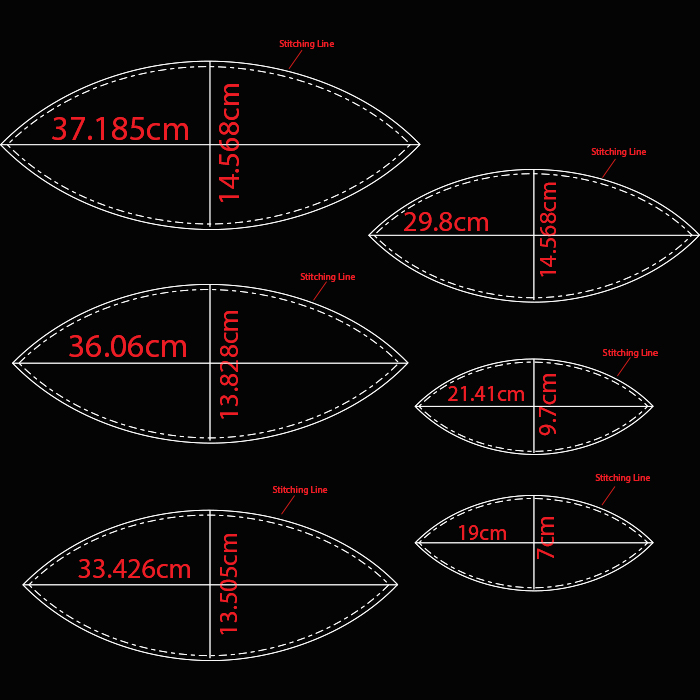 Stitching Line
37.185cm
14.568cm
Stitching Line
29.8cm
14.568cm
Stitching Line
36.06cm
13.828cm
Stitching Line
21.41cm
9.7cm
Stitching Line
33.426cm
13.505cm
Stitching Line
19cm
7cm